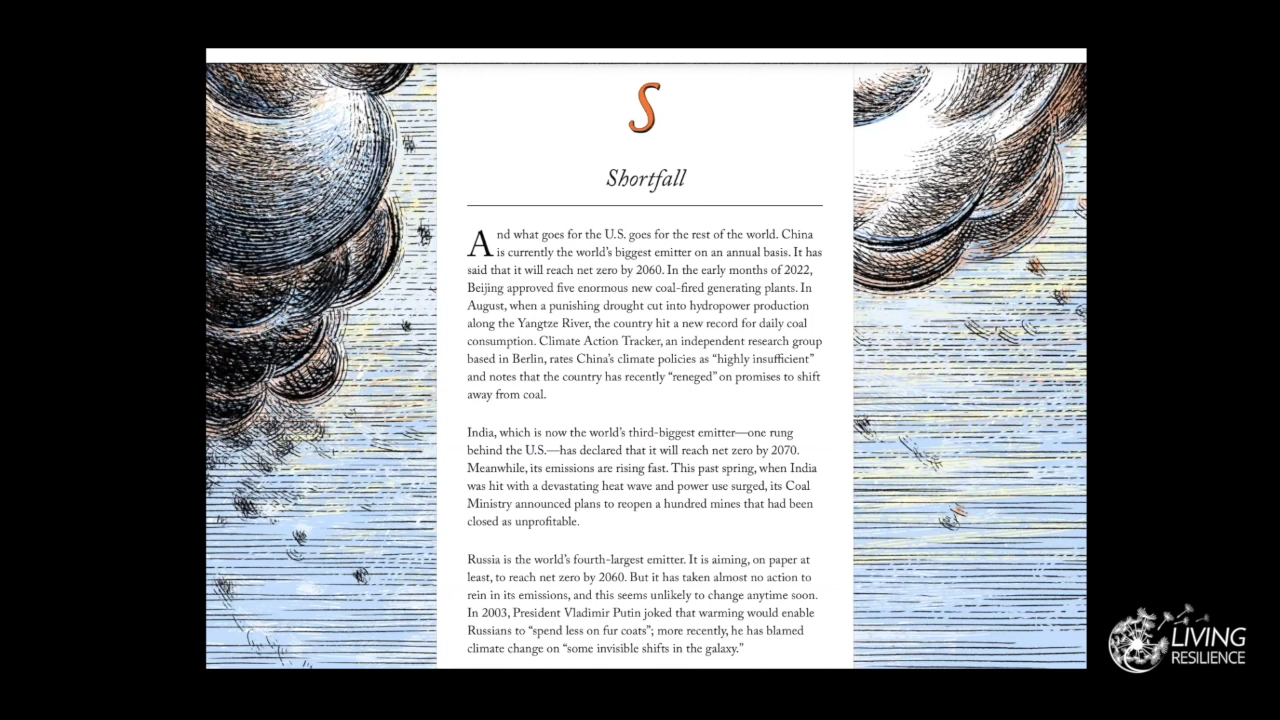 S
Shortfall
And what goes for the U.S. goes for the rest of the world. China
is currently the world's biggest emitter on an annual basis. It has
said that it will reach net zero by 2060. In the early months of 2022,
Beijing approved five enormous new coal-fired generating plants. In
August, when a punishing drought cut into hydropower production
along the Yangtze River, the country hit a new record for daily coal
consumption. Climate Action Tracker, an independent research group
based in Berlin, rates China's climate policies as “highly insufficient”
and notes that the country has recently “reneged” on promises to shift
away from coal.
India, which is now the world's third-biggest emitter—one rung
behind the U.S.—has declared that it will reach net zero by 2070.
Meanwhile, its emissions are rising fast. This past spring, when India
was hit with a devastating heat wave and power use surged, its Coal
Ministry announced plans to reopen a hundred mines that had been
closed as unprofitable.
Russia is the world's fourth-largest emitter. It is aiming, on paper at
least, to reach net zero by 2060. But it has taken almost no action to
rein in its emissions, and this seems unlikely to change anytime soon.
In 2003, President Vladimir Putin joked that warming would enable
Russians to “spend less on fur coats”; more recently, he has blamed
climate change on “some invisible shifts in the galaxy.”
LIVING
RESILIENCE